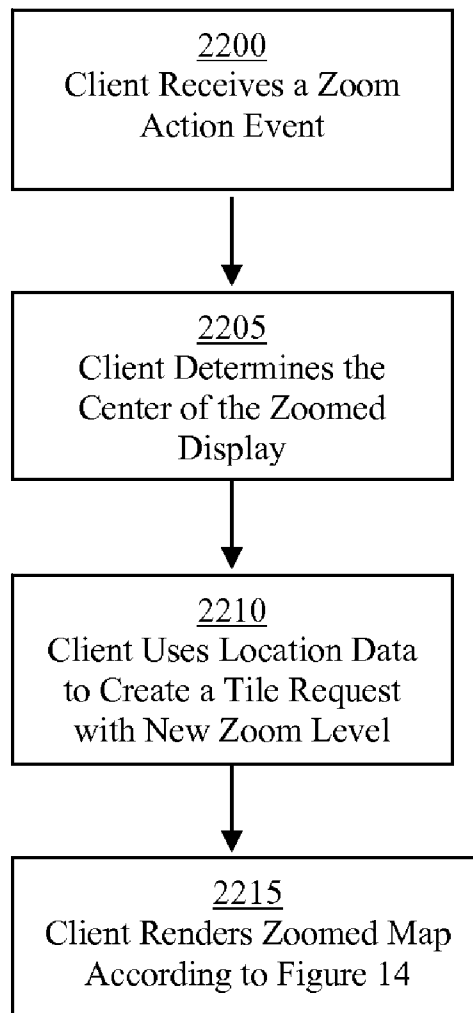 2200
Client Receives a Zoom
Action Event
2205
Client Determines the
Center of the Zoomed
Display
2210
Client Uses Location Data
to Create a Tile Request
with New Zoom Level
2215
Client Renders Zoomed Map
According to Figure 14